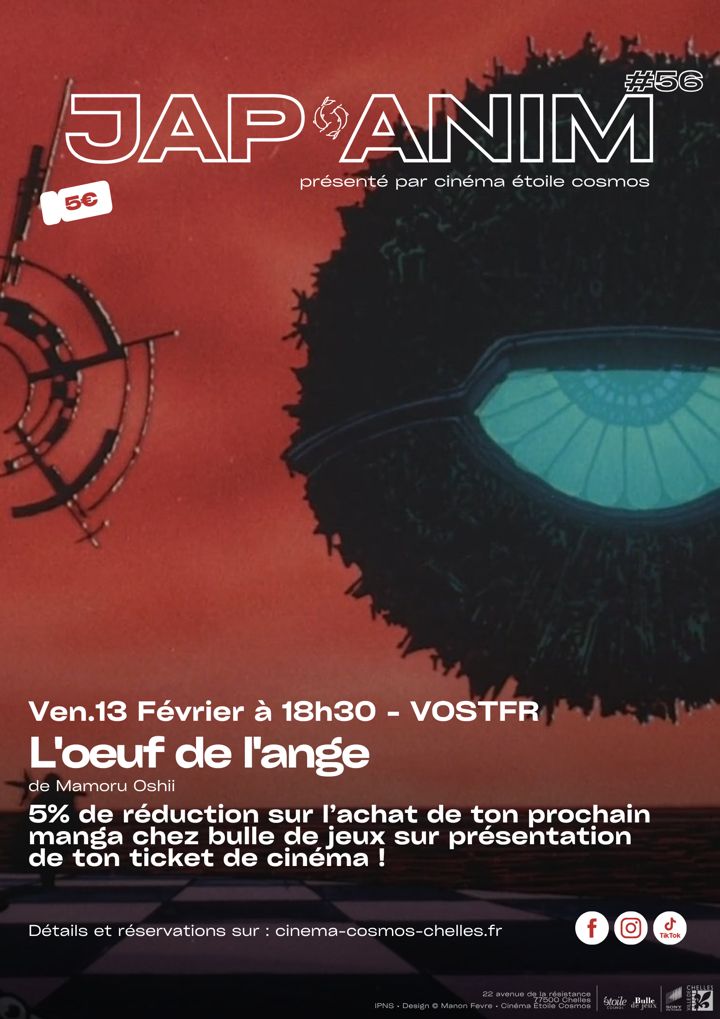 #56
JAP ANIM
présenté par cinéma étoile cosmos
5€
Ven.13 Février à 18h30 - VOSTFR
L'oeuf de l'ange
de Mamoru Oshii
5% de réduction sur l’achat de ton prochain
manga chez bulle de jeux sur présentation
de ton ticket de cinéma !
Détails et réservations sur : cinema-cosmos-chelles.fr
TikTok
22 avenue de la résistance
77500 Chelles
IPNS • Design © Manon Fevre • Cinéma Étoile Cosmos
étoile
Bulle
de jeux
SONY
VILLE DE CHELLES